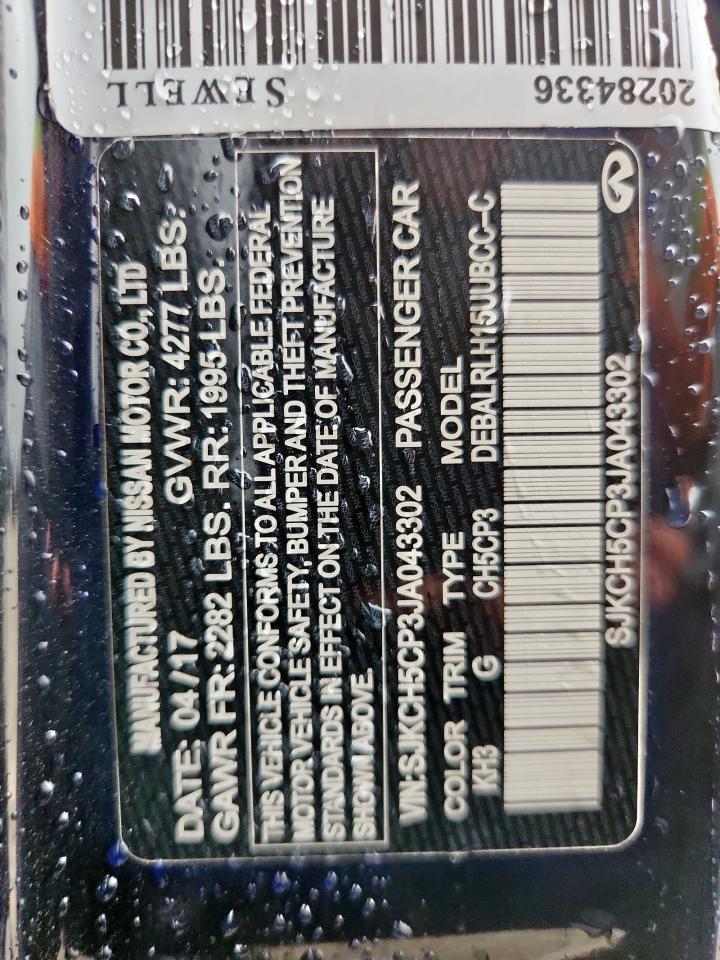 SEWELL 20284336
MANUFACTURED BY NISSAN MOTOR CO., LTD
DATE: 04/17 GVWR: 4277 LBS.
GAWR FR: 2282 LBS. RR: 1995 LBS.
THIS VEHICLE CONFORMS TO ALL APPLICABLE FEDERAL
MOTOR VEHICLE SAFETY, BUMPER AND THEFT PREVENTION
STANDARDS IN EFFECT ON THE DATE OF MANUFACTURE
SHOWN ABOVE.
VIN:SJKCH5CP3JA043302 PASSENGER CAR
COLOR TRIM TYPE MODEL
KH3 G CH5CP3 DEBALRLH15UUBCC-C
SJKCH5CP3JA043302